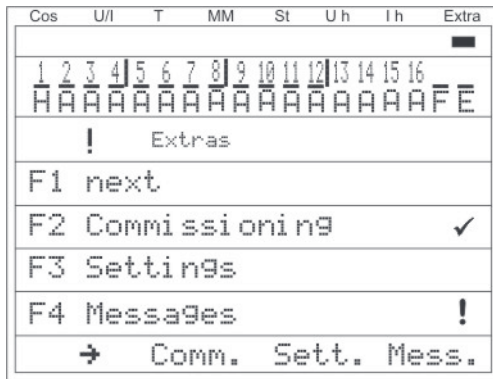 Cos U/I T MM St U h I h Extra
1 2 3 4 5 6 7 8 9 10 11 12 13 14 15 16
A A A A A A A A A A A A A A A A F E
! Extras
F1 next
F2 Commissioning ✓
F3 Settings
F4 Messages !
→ Comm. Sett. Mess.